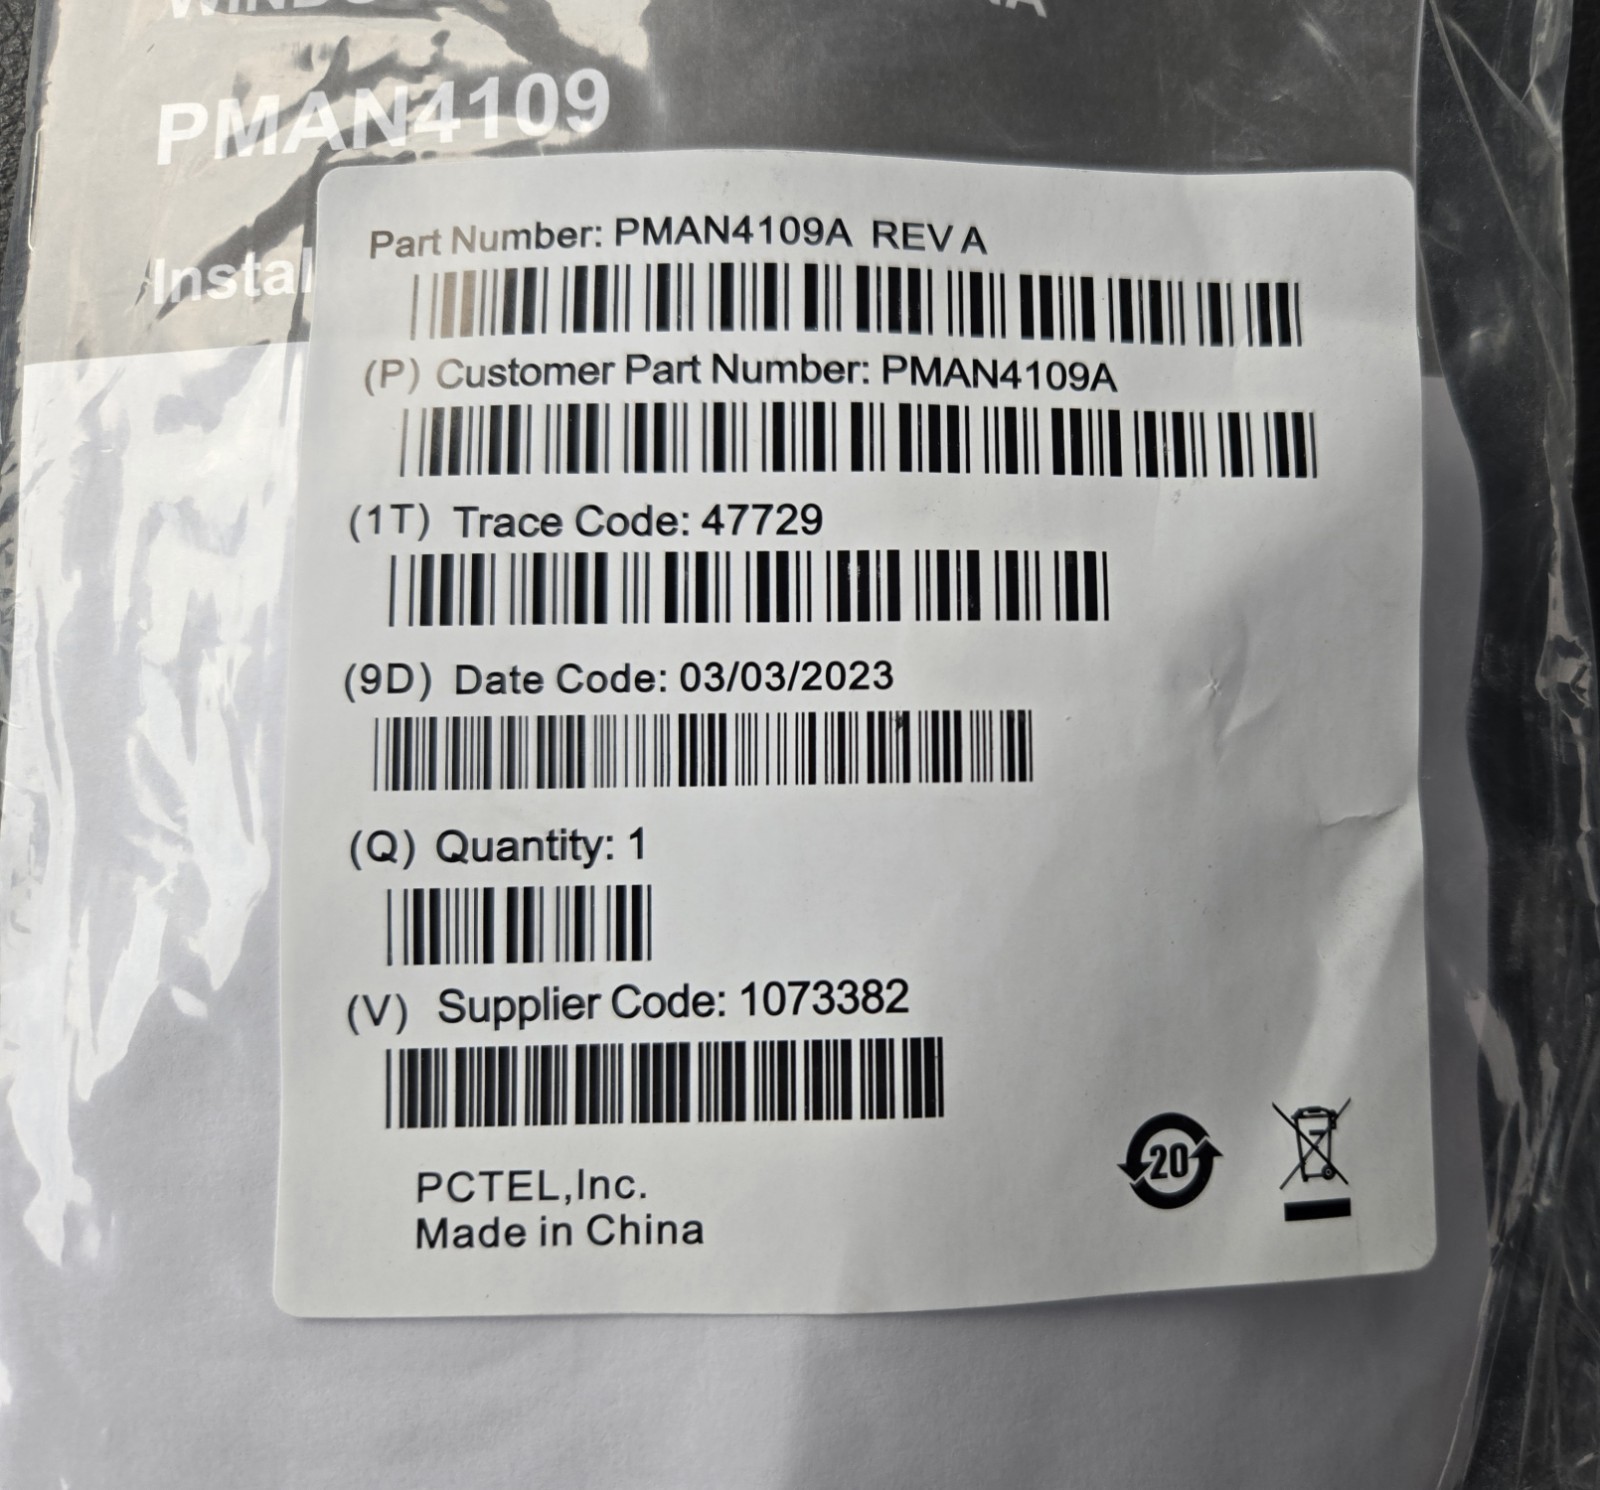 PMAN4109
Instal
Part Number: PMAN4109A REV A
(P) Customer Part Number: PMAN4109A
(1T) Trace Code: 47729
(9D) Date Code: 03/03/2023
(Q) Quantity: 1
(V) Supplier Code: 1073382
20
PCTEL,Inc.
Made in China